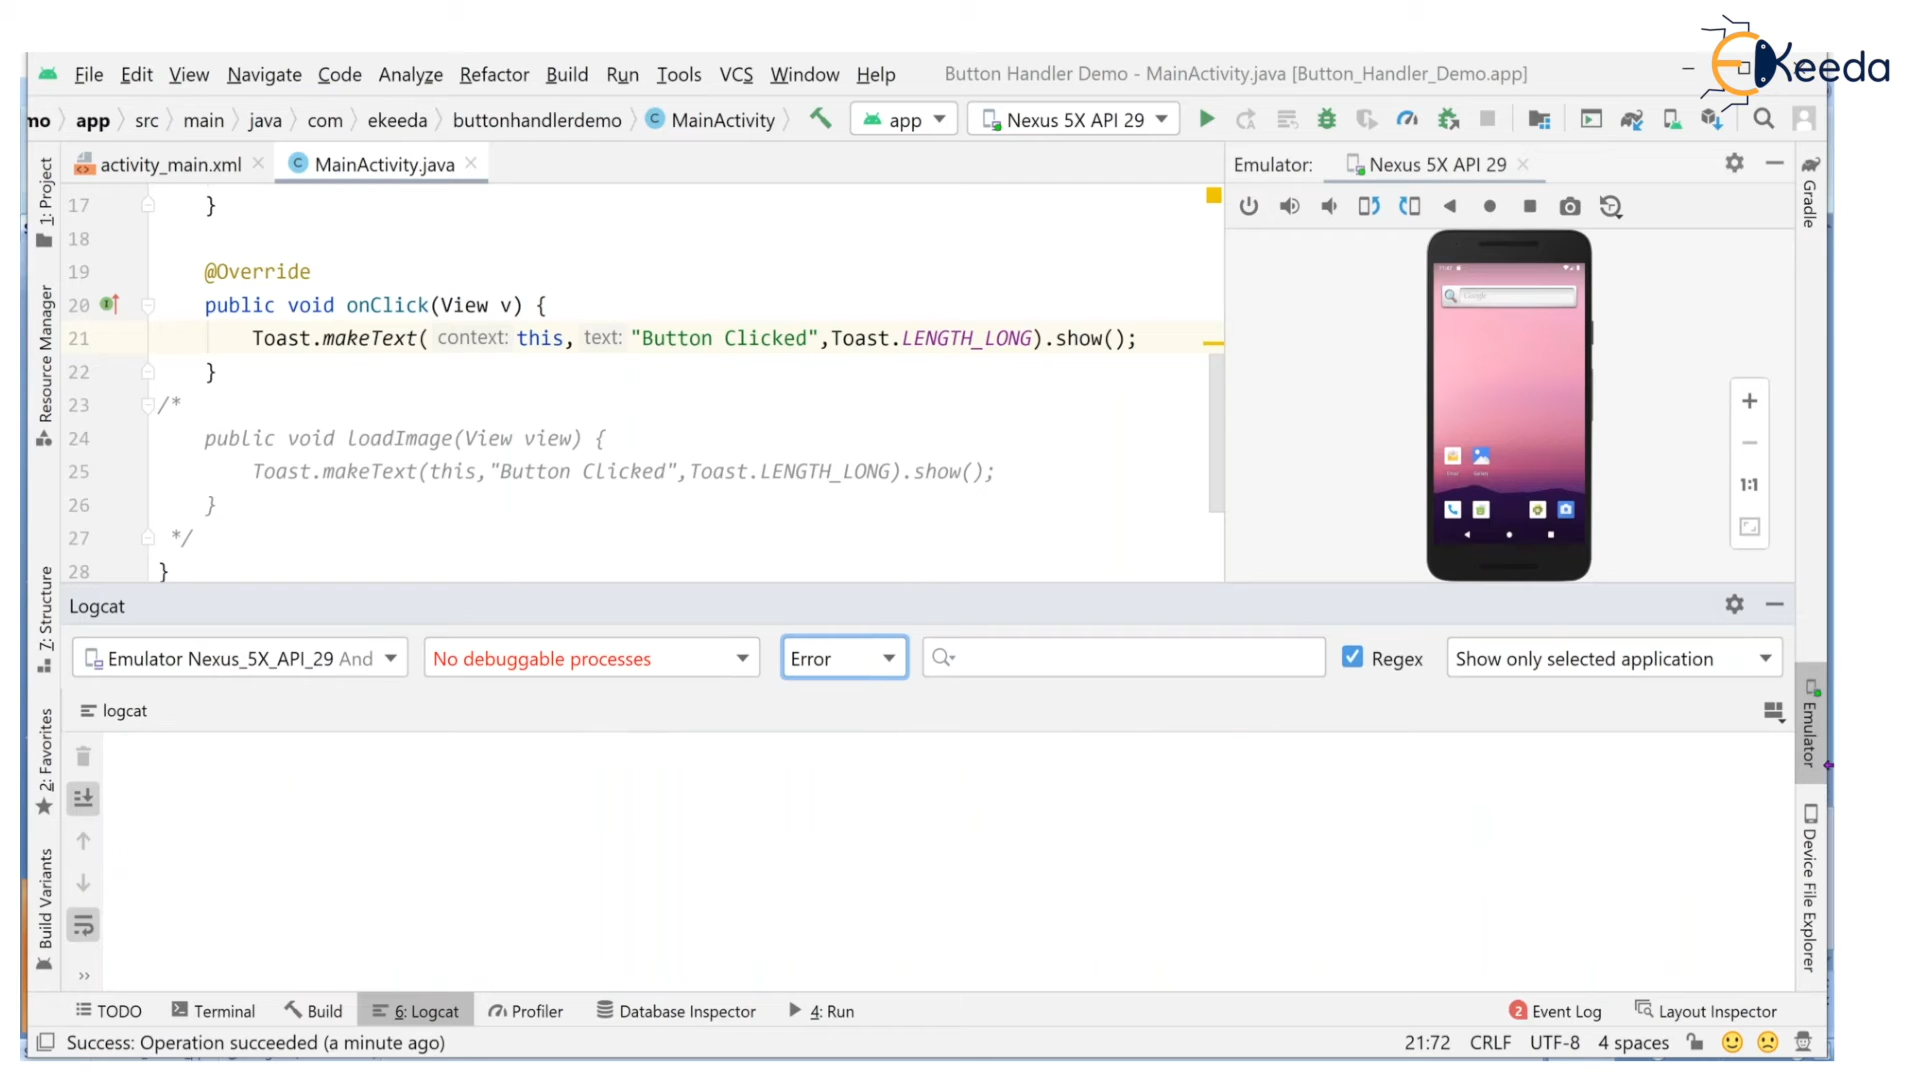 Keeda
File Edit View Navigate Code Analyze Refactor Build Run Tools VCS Window Help Button Handler Demo - MainActivity.java [Button_Handler_Demo.app]
mo app src main java com ekeeda buttonhandlerdemo MainActivity app Nexus 5X API 29
activity_main.xml MainActivity.java
Emulator: Nexus 5X API 29
1: Project
Resource Manager
7: Structure
2: Favorites
Build Variants
17 }
18
19 @Override
20 public void onClick(View v) {
21 Toast.makeText( context: this, text: "Button Clicked",Toast.LENGTH_LONG).show();
22 }
23 /*
24 public void loadImage(View view) {
25 Toast.makeText(this,"Button Clicked",Toast.LENGTH_LONG).show();
26 }
27 */
28 }
Google
1:1
Gradle
Emulator
Device File Explorer
Logcat
Emulator Nexus_5X_API_29 And No debuggable processes Error Regex Show only selected application
logcat
TODO Terminal Build 6: Logcat Profiler Database Inspector 4: Run 2 Event Log Layout Inspector
Success: Operation succeeded (a minute ago) 21:72 CRLF UTF-8 4 spaces